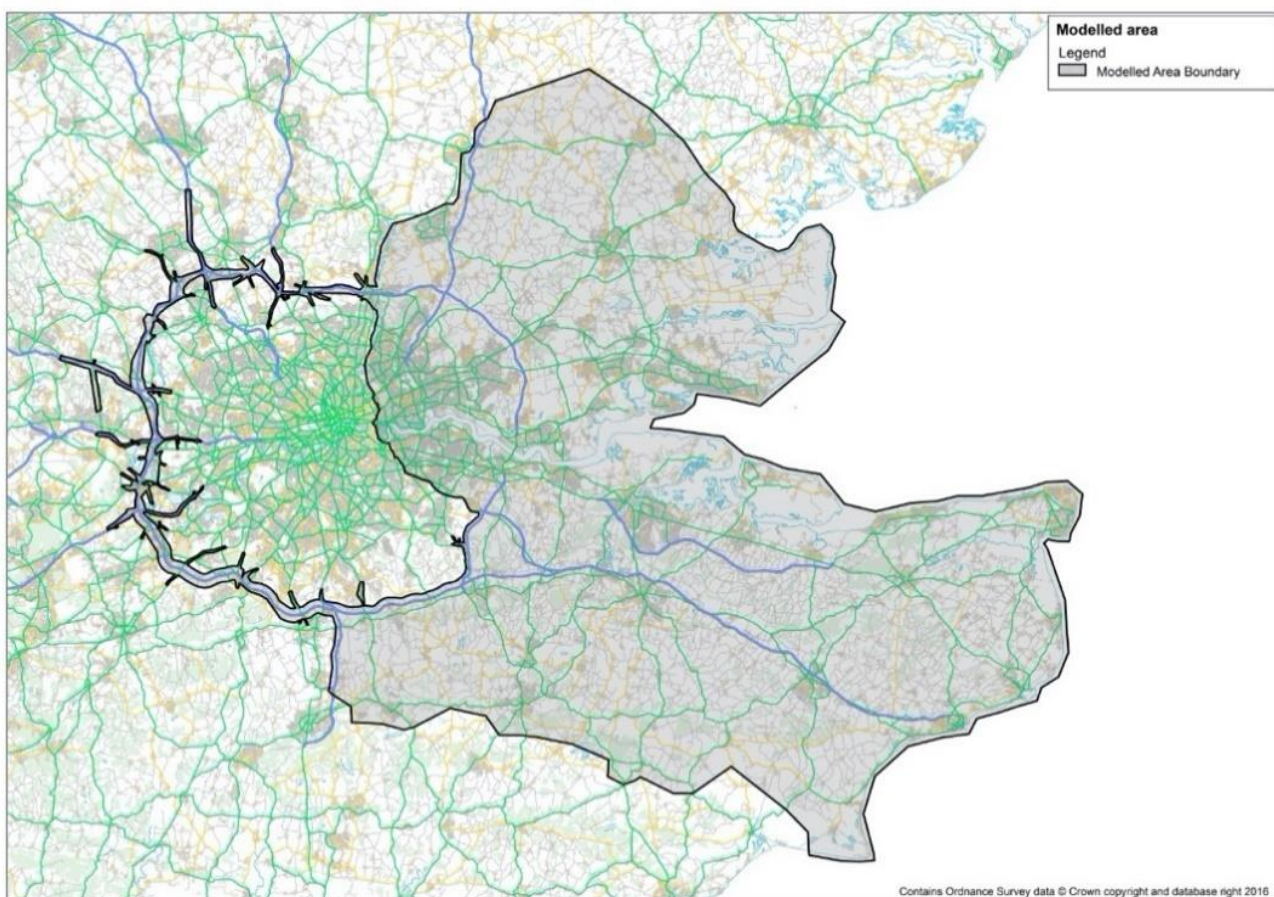 Modelled area
Legend
Modelled Area Boundary
Contains Ordnance Survey data © Crown copyright and database right 2016